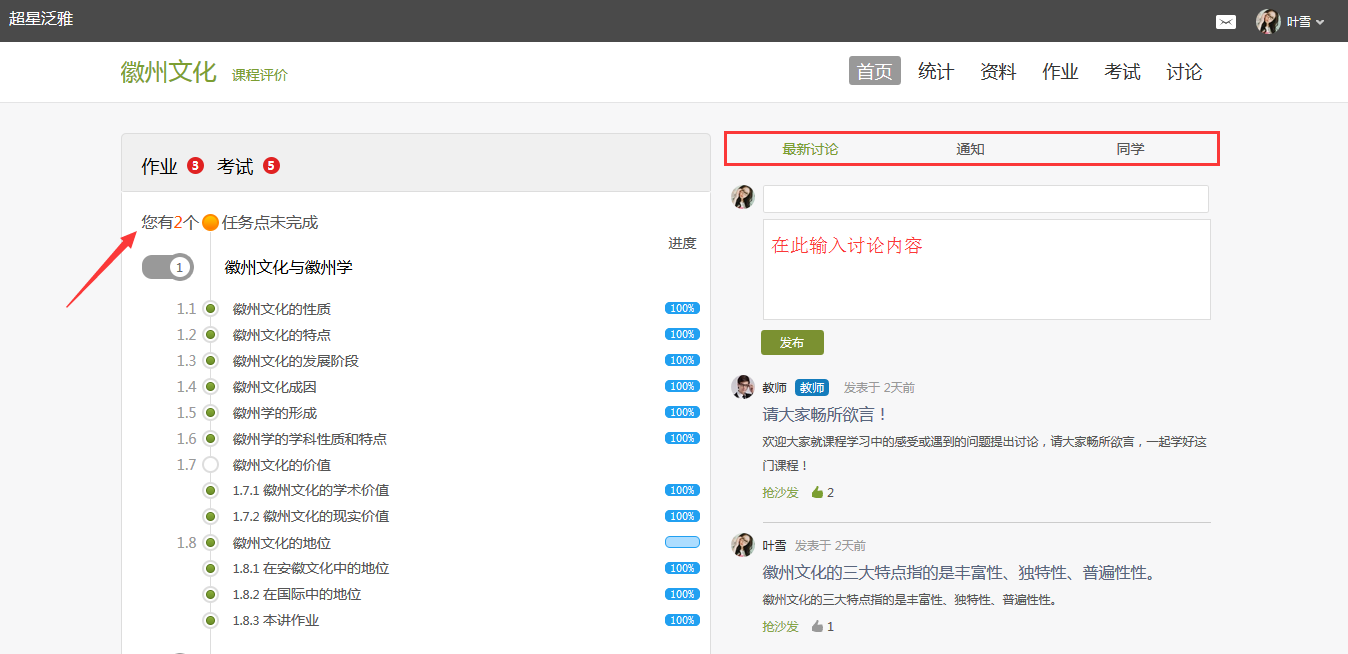 超星泛雅
叶雪
徽州文化 课程评价
首页 统计 资料 作业 考试 讨论
作业 3 考试 5
您有2个 任务点未完成
进度
1 徽州文化与徽州学
1.1 徽州文化的性质 100%
1.2 徽州文化的特点 100%
1.3 徽州文化的发展阶段 100%
1.4 徽州文化成因 100%
1.5 徽州学的形成 100%
1.6 徽州学的学科性质和特点 100%
1.7 徽州文化的价值
1.7.1 徽州文化的学术价值 100%
1.7.2 徽州文化的现实价值 100%
1.8 徽州文化的地位
1.8.1 在安徽文化中的地位 100%
1.8.2 在国际中的地位 100%
1.8.3 本讲作业 100%
最新讨论 通知 同学
在此输入讨论内容
发布
教师 教师 发表于 2天前
请大家畅所欲言！
欢迎大家就课程学习中的感受或遇到的问题提出讨论，请大家畅所欲言，一起学好这
门课程！
抢沙发 2
叶雪 发表于 2天前
徽州文化的三大特点指的是丰富性、独特性、普遍性性。
徽州文化的三大特点指的是丰富性、独特性、普遍性性。
抢沙发 1